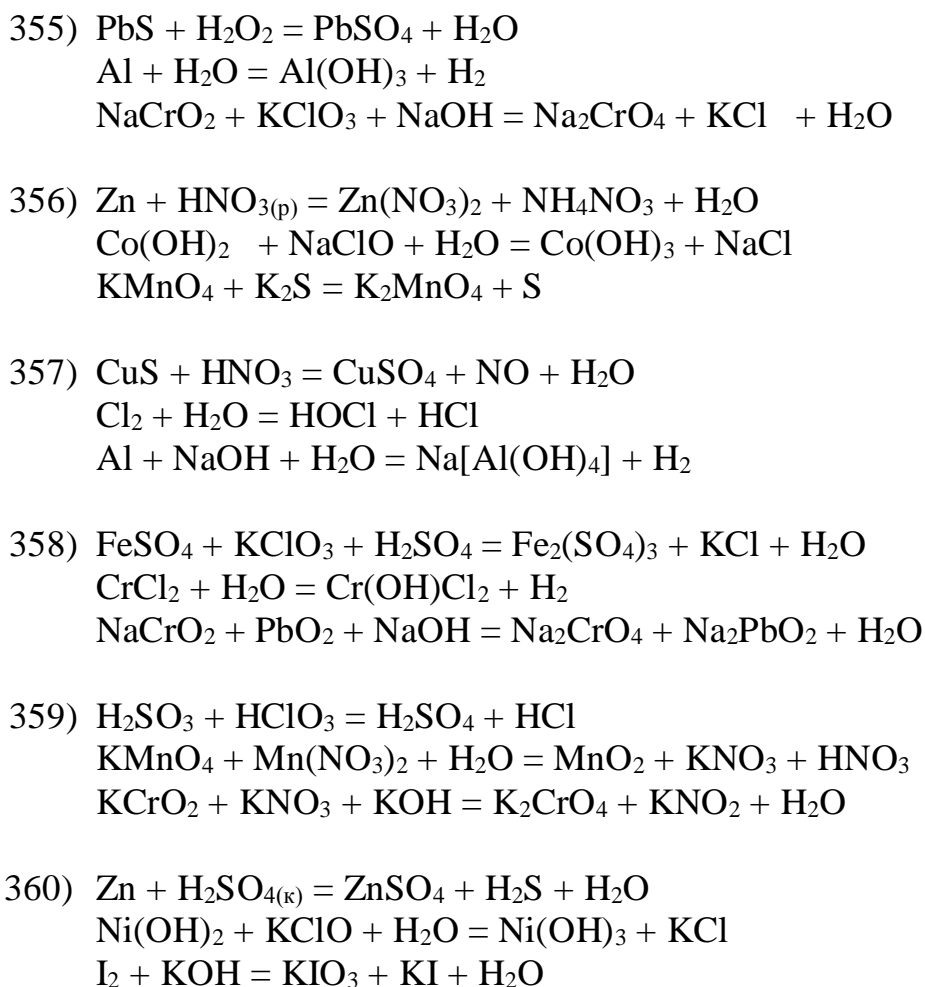 355) PbS + H₂O₂ = PbSO₄ + H₂O
Al + H₂O = Al(OH)₃ + H₂
NaCrO₂ + KClO₃ + NaOH = Na₂CrO₄ + KCl + H₂O
356) Zn + HNO₃₍ₚ₎ = Zn(NO₃)₂ + NH₄NO₃ + H₂O
Co(OH)₂ + NaClO + H₂O = Co(OH)₃ + NaCl
KMnO₄ + K₂S = K₂MnO₄ + S
357) CuS + HNO₃ = CuSO₄ + NO + H₂O
Cl₂ + H₂O = HOCl + HCl
Al + NaOH + H₂O = Na[Al(OH)₄] + H₂
358) FeSO₄ + KClO₃ + H₂SO₄ = Fe₂(SO₄)₃ + KCl + H₂O
CrCl₂ + H₂O = Cr(OH)Cl₂ + H₂
NaCrO₂ + PbO₂ + NaOH = Na₂CrO₄ + Na₂PbO₂ + H₂O
359) H₂SO₃ + HClO₃ = H₂SO₄ + HCl
KMnO₄ + Mn(NO₃)₂ + H₂O = MnO₂ + KNO₃ + HNO₃
KCrO₂ + KNO₃ + KOH = K₂CrO₄ + KNO₂ + H₂O
360) Zn + H₂SO₄₍к₎ = ZnSO₄ + H₂S + H₂O
Ni(OH)₂ + KClO + H₂O = Ni(OH)₃ + KCl
I₂ + KOH = KIO₃ + KI + H₂O